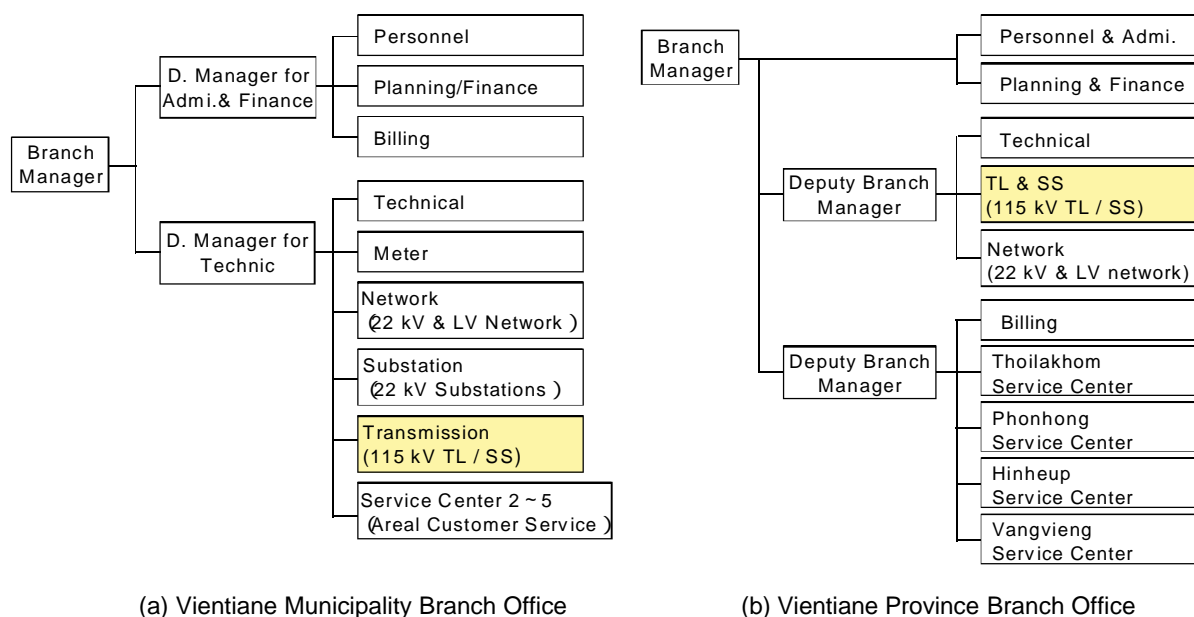 Branch
Manager
D. Manager for
Admi.& Finance
Personnel
Planning/Finance
Billing
D. Manager for
Technic
Technical
Meter
Network
(22 kV & LV Network )
Substation
(22 kV Substations )
Transmission
(115 kV TL / SS)
Service Center 2 ~ 5
(Areal Customer Service )
(a) Vientiane Municipality Branch Office
Branch
Manager
Personnel & Admi.
Planning & Finance
Deputy Branch
Manager
Technical
TL & SS
(115 kV TL / SS)
Network
(22 kV & LV network)
Deputy Branch
Manager
Billing
Thoilakhom
Service Center
Phonhong
Service Center
Hinheup
Service Center
Vangvieng
Service Center
(b) Vientiane Province Branch Office